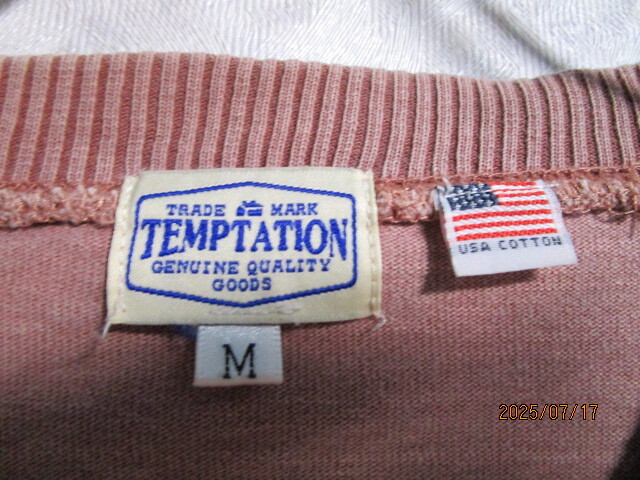 TRADE MARK
TEMPTATION
GENUINE QUALITY
GOODS
M
USA COTTON
2025/07/17